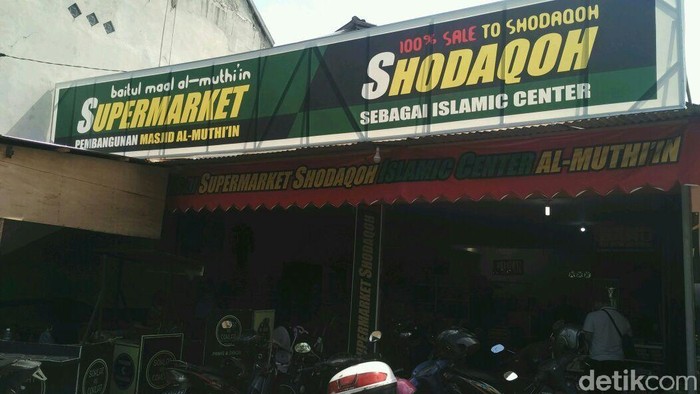 baitul maal al-muthi'in
SUPERMARKET
PEMBANGUNAN MASJID AL-MUTHI'IN
100% SALE TO SHODAQOH
SHODAQOH
SEBAGAI ISLAMIC CENTER
SUPERMARKET SHODAQOH ISLAMIC CENTER AL-MUTHI'IN
SUPERMARKET SHODAQOH
detikcom